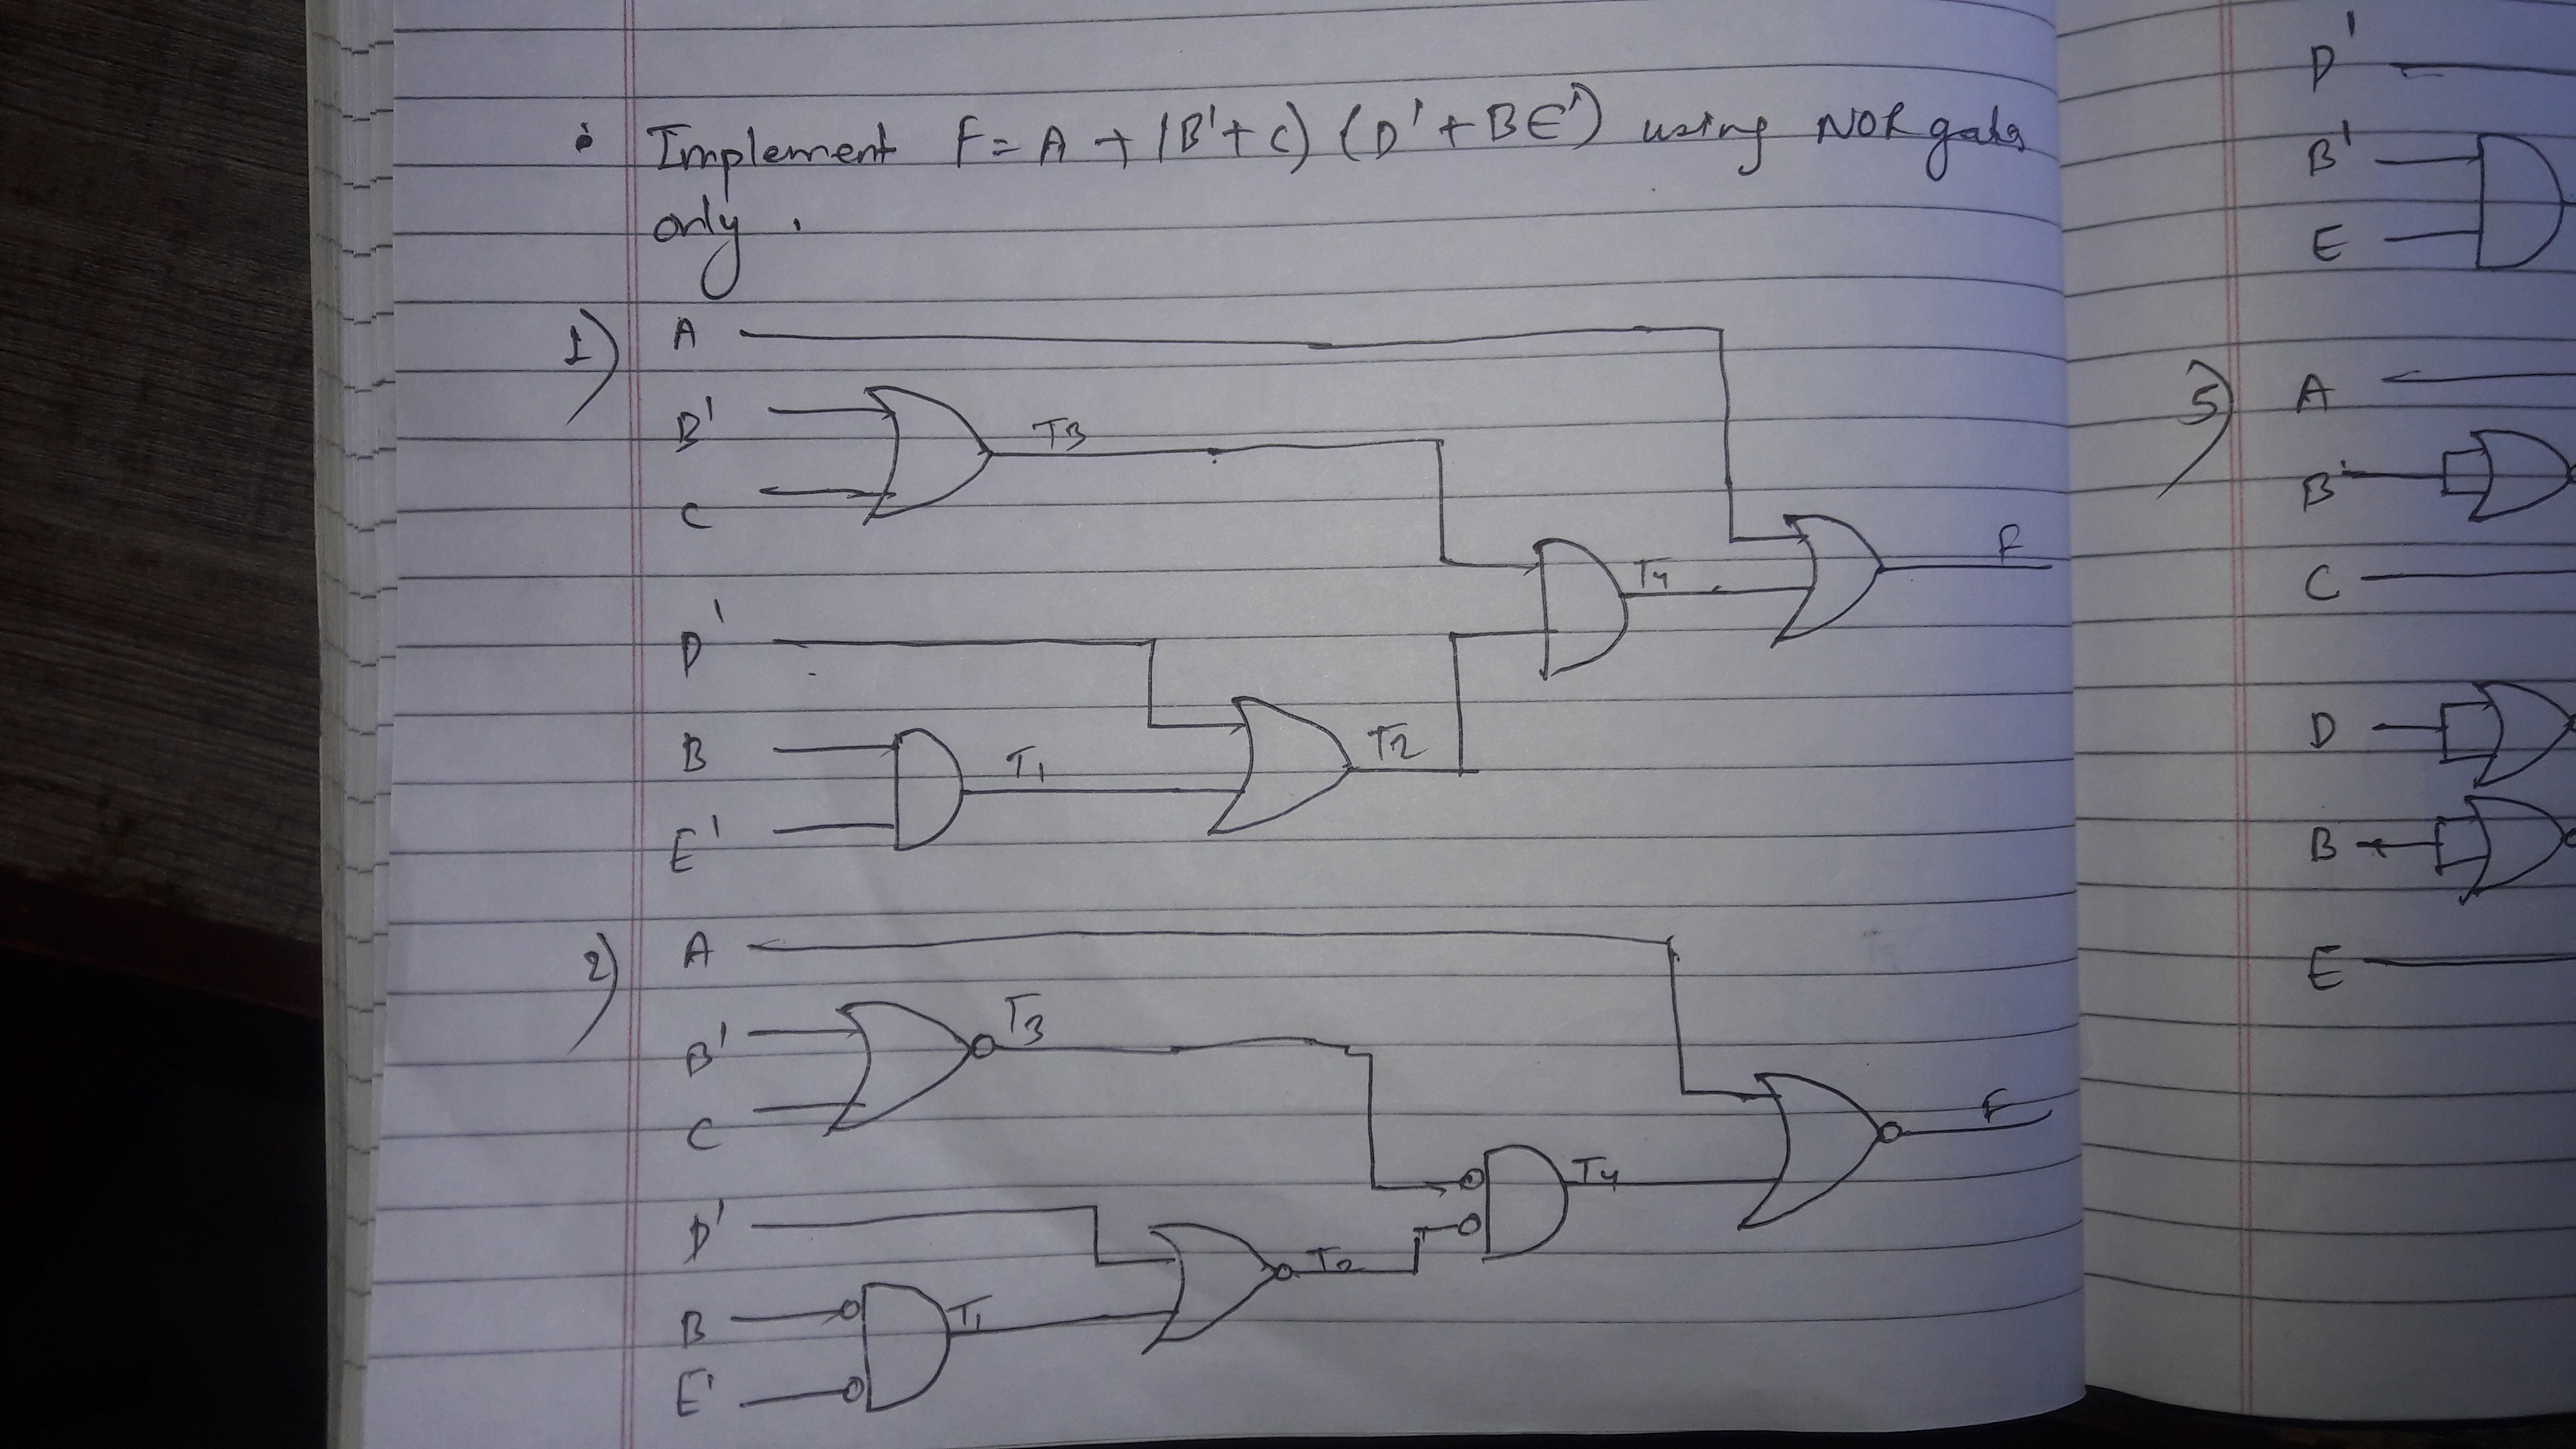 • Implement F = A + (B' + C) (D' + BE') using NOR gates
only.
1)
A
B'
C
T3
D'
B
E'
T1
T2
T4
F
2)
A
B'
C
T3
D'
B
E'
T1
T2
T4
F
D'
B'
E
5)
A
B
C
D
B
E